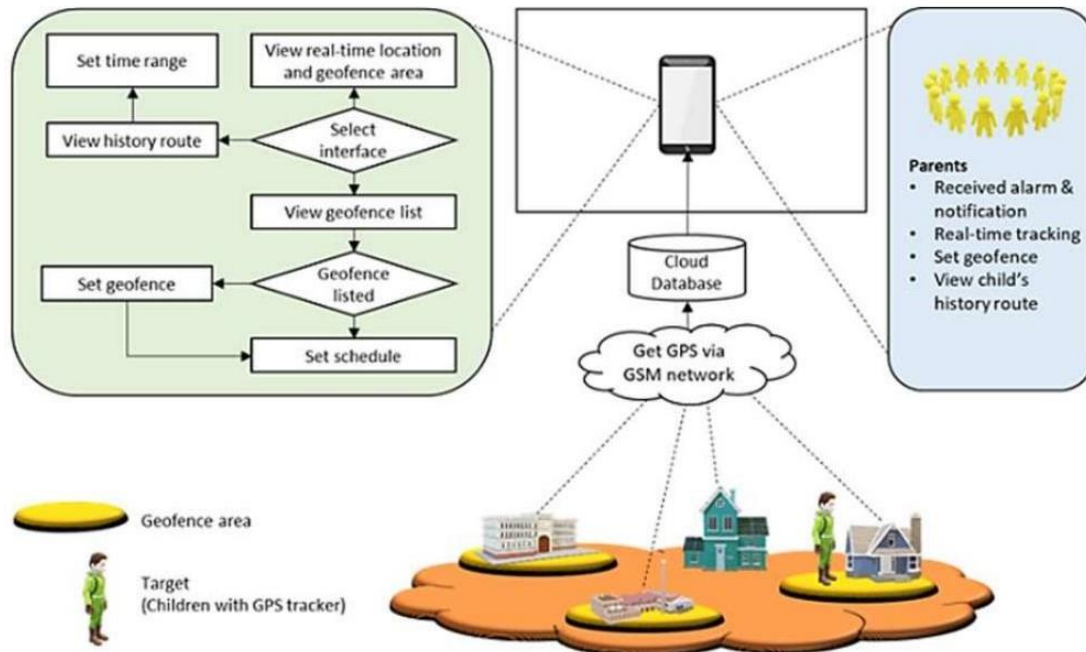 Set time range
View real-time location
and geofence area
View history route
Select
interface
View geofence list
Set geofence
Geofence
listed
Set schedule
Cloud
Database
Get GPS via
GSM network
Parents
• Received alarm &
notification
• Real-time tracking
• Set geofence
• View child's
history route
Geofence area
Target
(Children with GPS tracker)